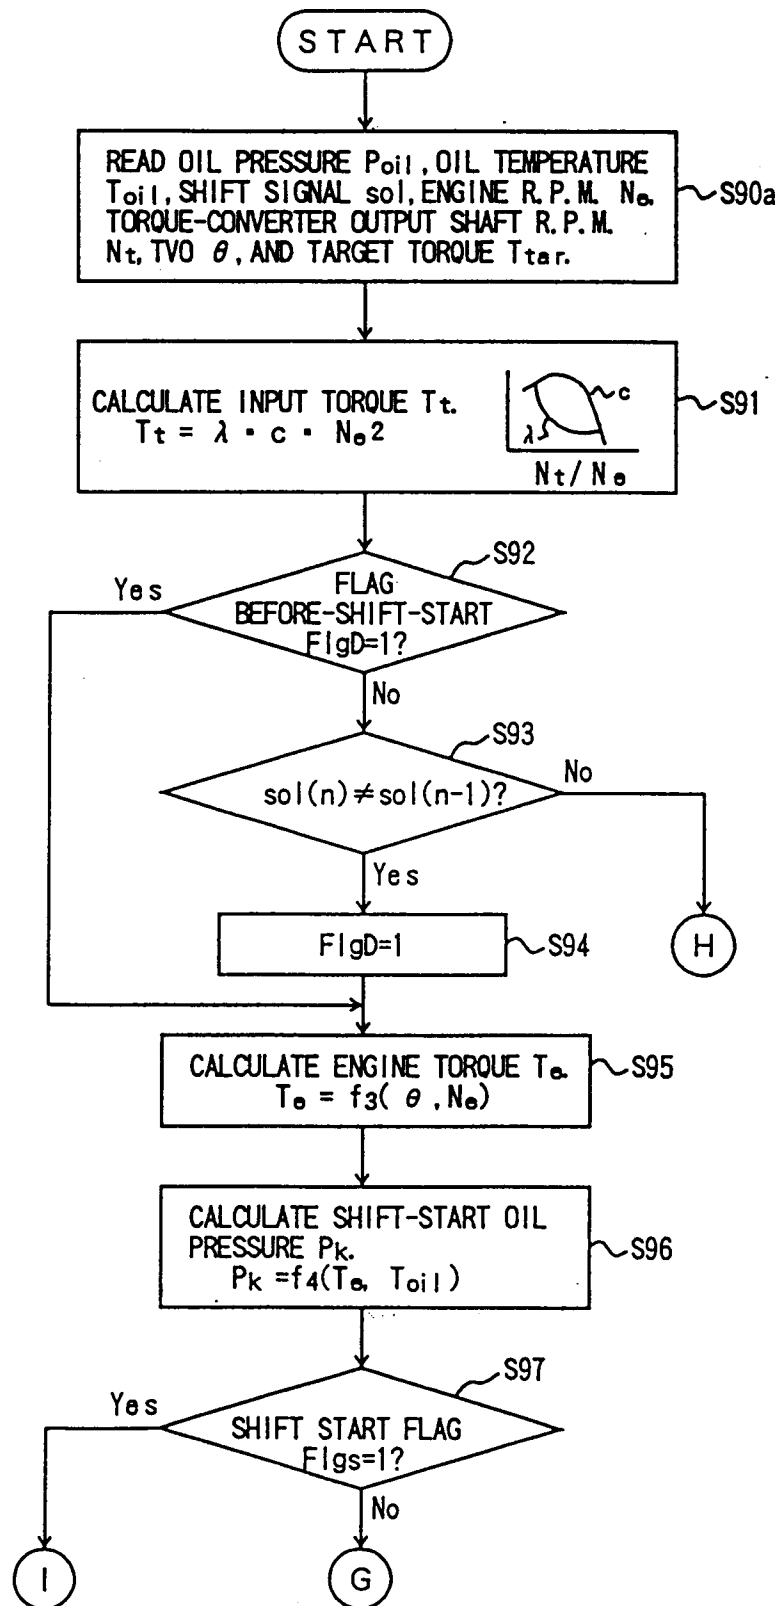 START
READ OIL PRESSURE Poil, OIL TEMPERATURE
Toil, SHIFT SIGNAL sol, ENGINE R.P.M. Ne.
TORQUE-CONVERTER OUTPUT SHAFT R.P.M.
Nt, TVO θ, AND TARGET TORQUE Ttar.
S90a
CALCULATE INPUT TORQUE Tt.
Tt = λ · c · Ne2
c
λ
Nt/Ne
S91
S92
Yes
FLAG
BEFORE-SHIFT-START
FlgD=1?
No
S93
sol(n)≠sol(n-1)?
No
Yes
FlgD=1
S94
H
CALCULATE ENGINE TORQUE Te.
Te = f3( θ, Ne)
S95
CALCULATE SHIFT-START OIL
PRESSURE Pk.
Pk =f4(Te, Toil)
S96
S97
Yes
SHIFT START FLAG
Flgs=1?
No
I
G